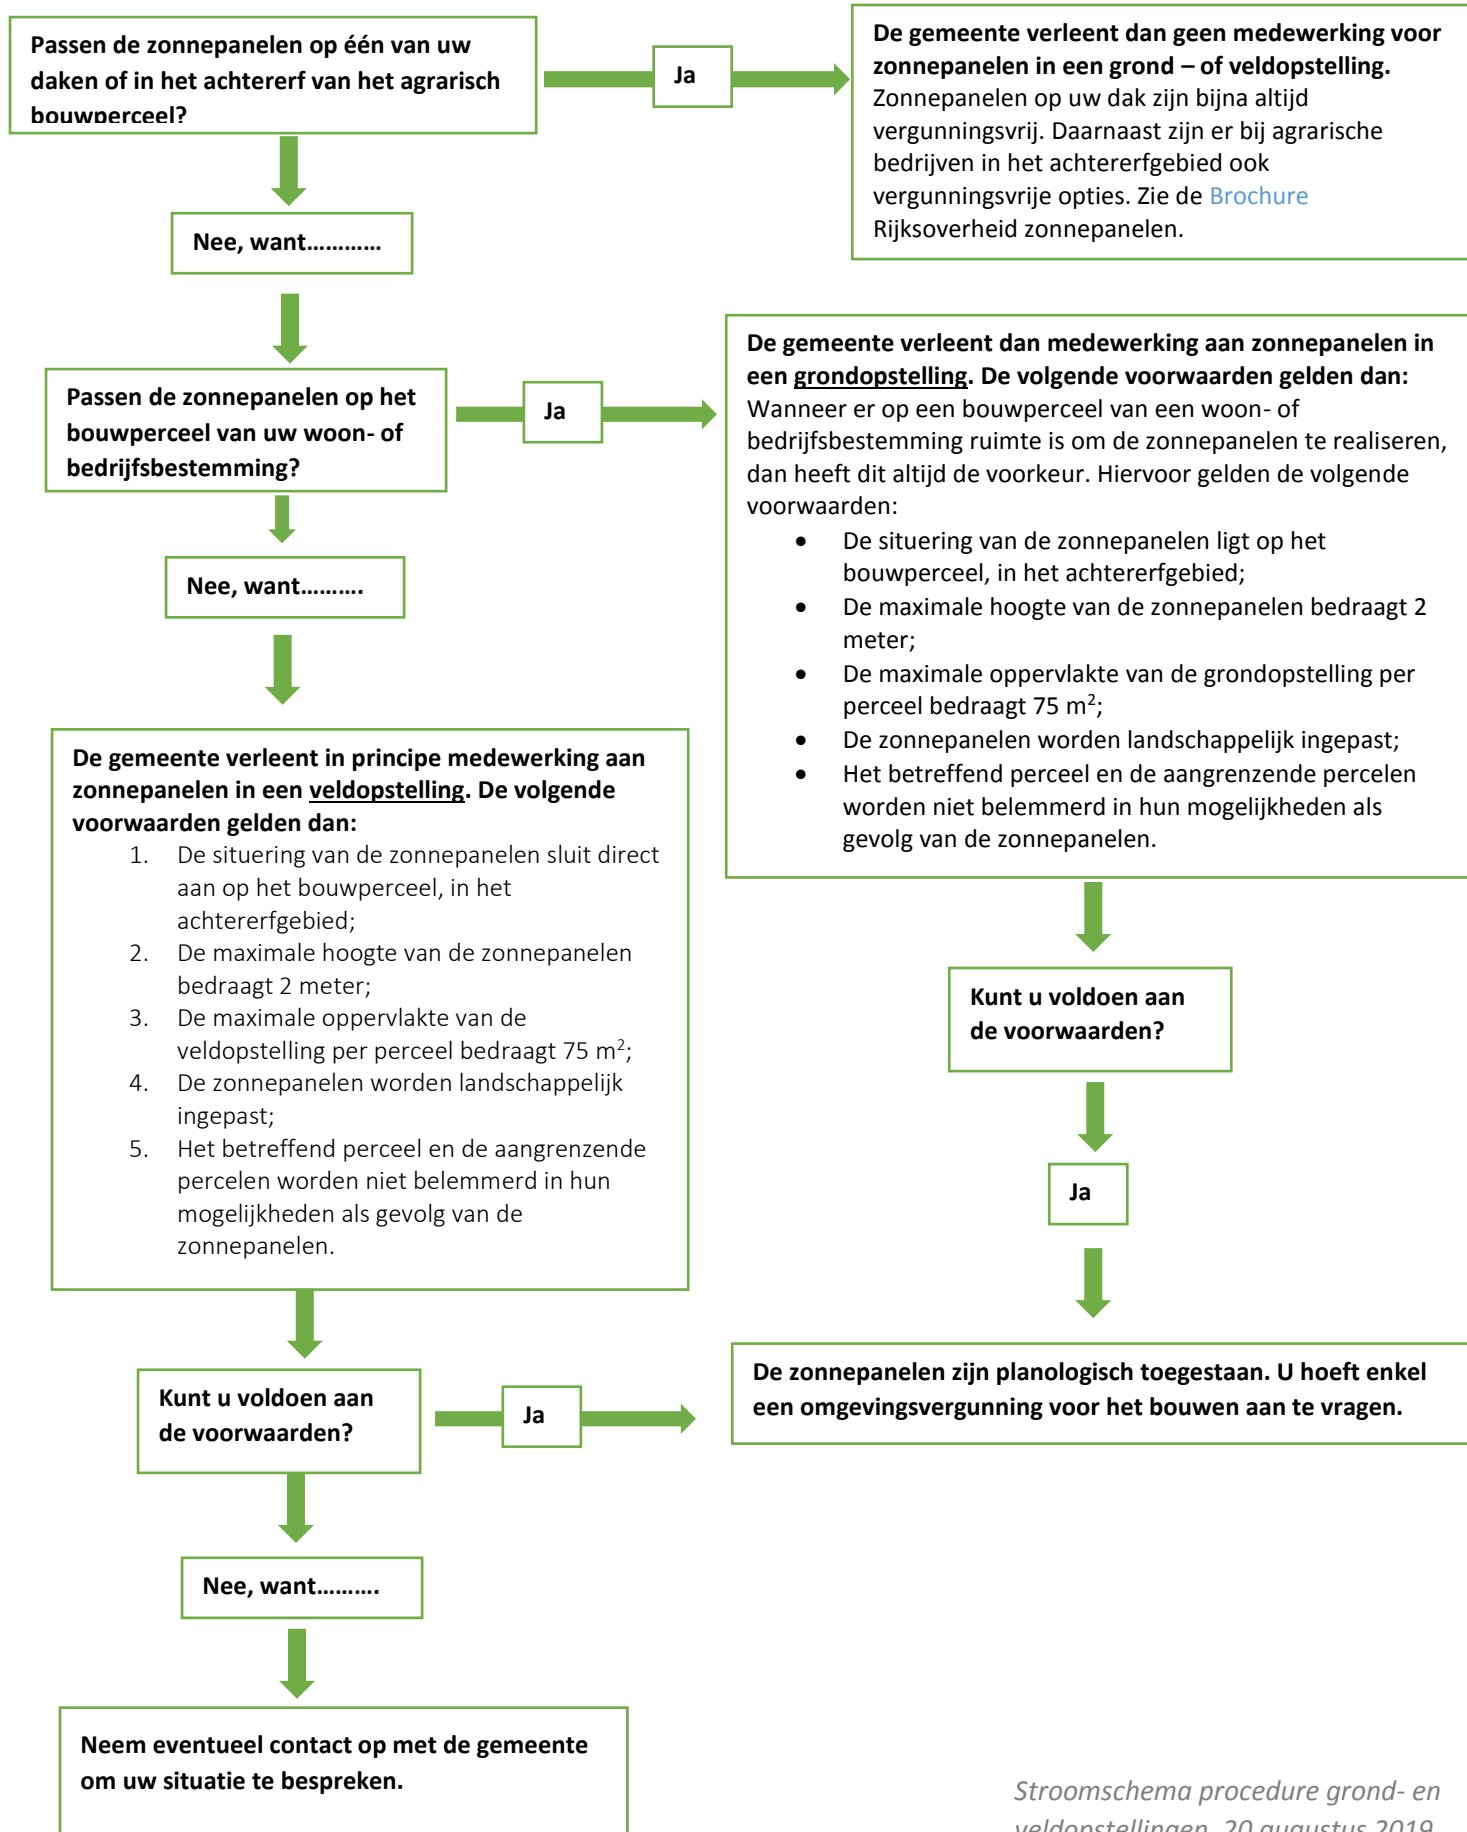 Passen de zonnepanelen op één van uw
daken of in het achtererf van het agrarisch
bouwperceel?
Ja
De gemeente verleent dan geen medewerking voor
zonnepanelen in een grond – of veldopstelling.
Zonnepanelen op uw dak zijn bijna altijd
vergunningsvrij. Daarnaast zijn er bij agrarische
bedrijven in het achtererfgebied ook
vergunningsvrije opties. Zie de Brochure
Rijksoverheid zonnepanelen.
Nee, want…………
Passen de zonnepanelen op het
bouwperceel van uw woon- of
bedrijfsbestemming?
Ja
De gemeente verleent dan medewerking aan zonnepanelen in
een grondopstelling. De volgende voorwaarden gelden dan:
Wanneer er op een bouwperceel van een woon- of
bedrijfsbestemming ruimte is om de zonnepanelen te realiseren,
dan heeft dit altijd de voorkeur. Hiervoor gelden de volgende
voorwaarden:
• De situering van de zonnepanelen ligt op het
bouwperceel, in het achtererfgebied;
• De maximale hoogte van de zonnepanelen bedraagt 2
meter;
• De maximale oppervlakte van de grondopstelling per
perceel bedraagt 75 m²;
• De zonnepanelen worden landschappelijk ingepast;
• Het betreffend perceel en de aangrenzende percelen
worden niet belemmerd in hun mogelijkheden als
gevolg van de zonnepanelen.
Nee, want……….
De gemeente verleent in principe medewerking aan
zonnepanelen in een veldopstelling. De volgende
voorwaarden gelden dan:
1. De situering van de zonnepanelen sluit direct
aan op het bouwperceel, in het
achtererfgebied;
2. De maximale hoogte van de zonnepanelen
bedraagt 2 meter;
3. De maximale oppervlakte van de
veldopstelling per perceel bedraagt 75 m²;
4. De zonnepanelen worden landschappelijk
ingepast;
5. Het betreffend perceel en de aangrenzende
percelen worden niet belemmerd in hun
mogelijkheden als gevolg van de
zonnepanelen.
Kunt u voldoen aan
de voorwaarden?
Ja
De zonnepanelen zijn planologisch toegestaan. U hoeft enkel
een omgevingsvergunning voor het bouwen aan te vragen.
Kunt u voldoen aan
de voorwaarden?
Ja
Nee, want……….
Neem eventueel contact op met de gemeente
om uw situatie te bespreken.
Stroomschema procedure grond- en
veldopstellingen, 20 augustus 2019